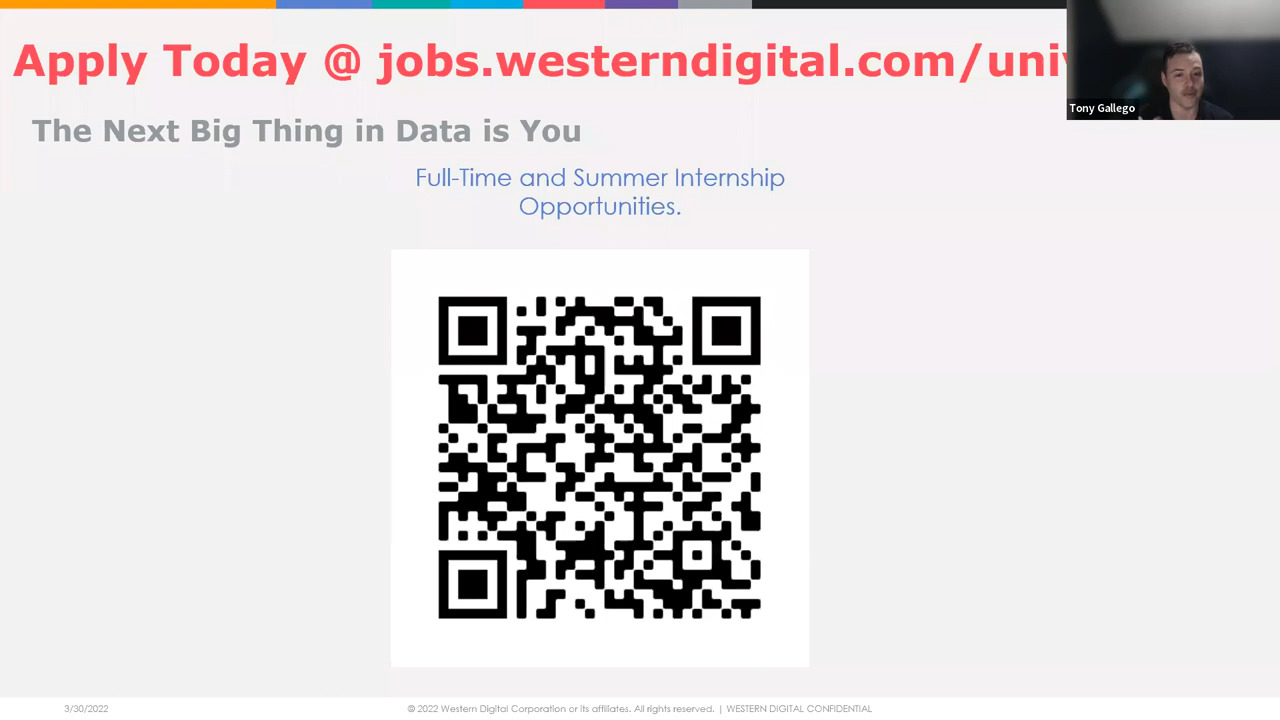 Apply Today @ jobs.westerndigital.com/univ
Tony Gallego
The Next Big Thing in Data is You
Full-Time and Summer Internship
Opportunities.
3/30/2022
© 2022 Western Digital Corporation or its affiliates. All rights reserved. | WESTERN DIGITAL CONFIDENTIAL